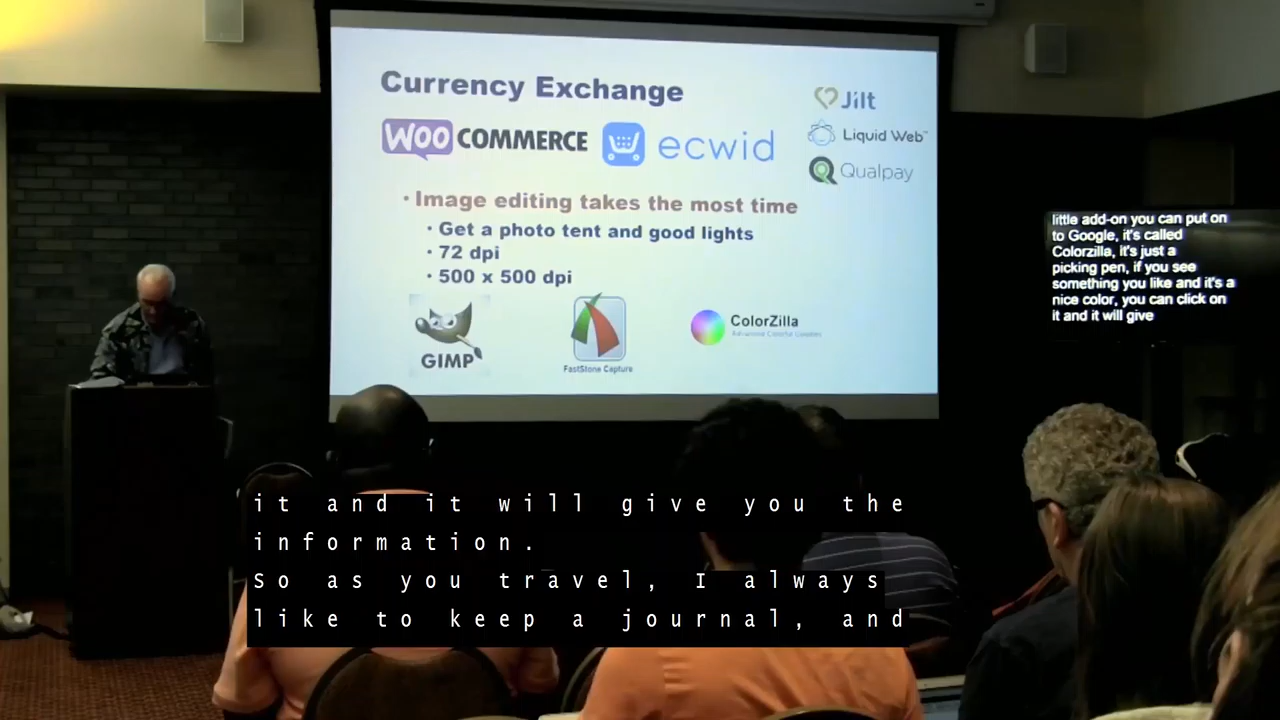 Currency Exchange
WOO COMMERCE
ecwid
Jilt
Liquid Web™
Qualpay
• Image editing takes the most time
• Get a photo tent and good lights
• 72 dpi
• 500 x 500 dpi
GIMP
FastStone Capture
ColorZilla
little add-on you can put on
to Google, it's called
Colorzilla, it's just a
picking pen, if you see
something you like and it's a
nice color, you can click on
it and it will give
it and it will give you the
information.
So as you travel, I always
like to keep a journal, and